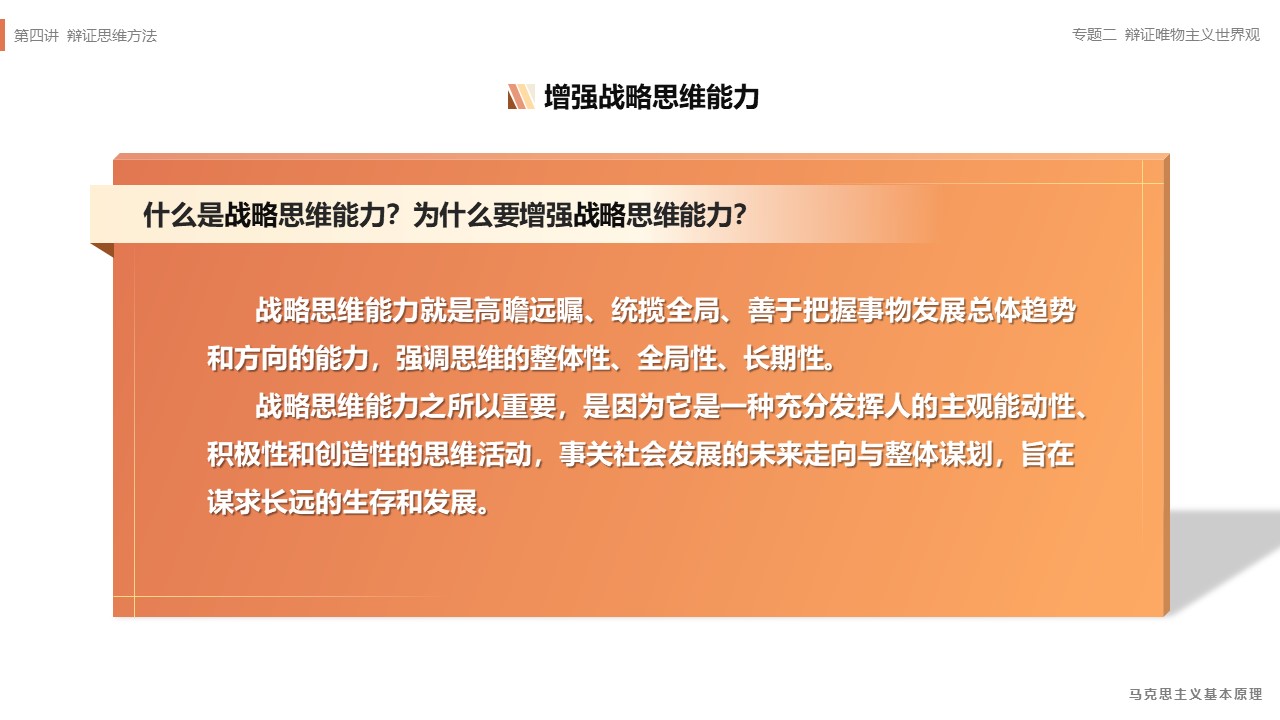 第四讲 辩证思维方法
专题二 辩证唯物主义世界观
增强战略思维能力
什么是战略思维能力？为什么要增强战略思维能力？
战略思维能力就是高瞻远瞩、统揽全局、善于把握事物发展总体趋势
和方向的能力，强调思维的整体性、全局性、长期性。
战略思维能力之所以重要，是因为它是一种充分发挥人的主观能动性、
积极性和创造性的思维活动，事关社会发展的未来走向与整体谋划，旨在
谋求长远的生存和发展。
马克思主义基本原理